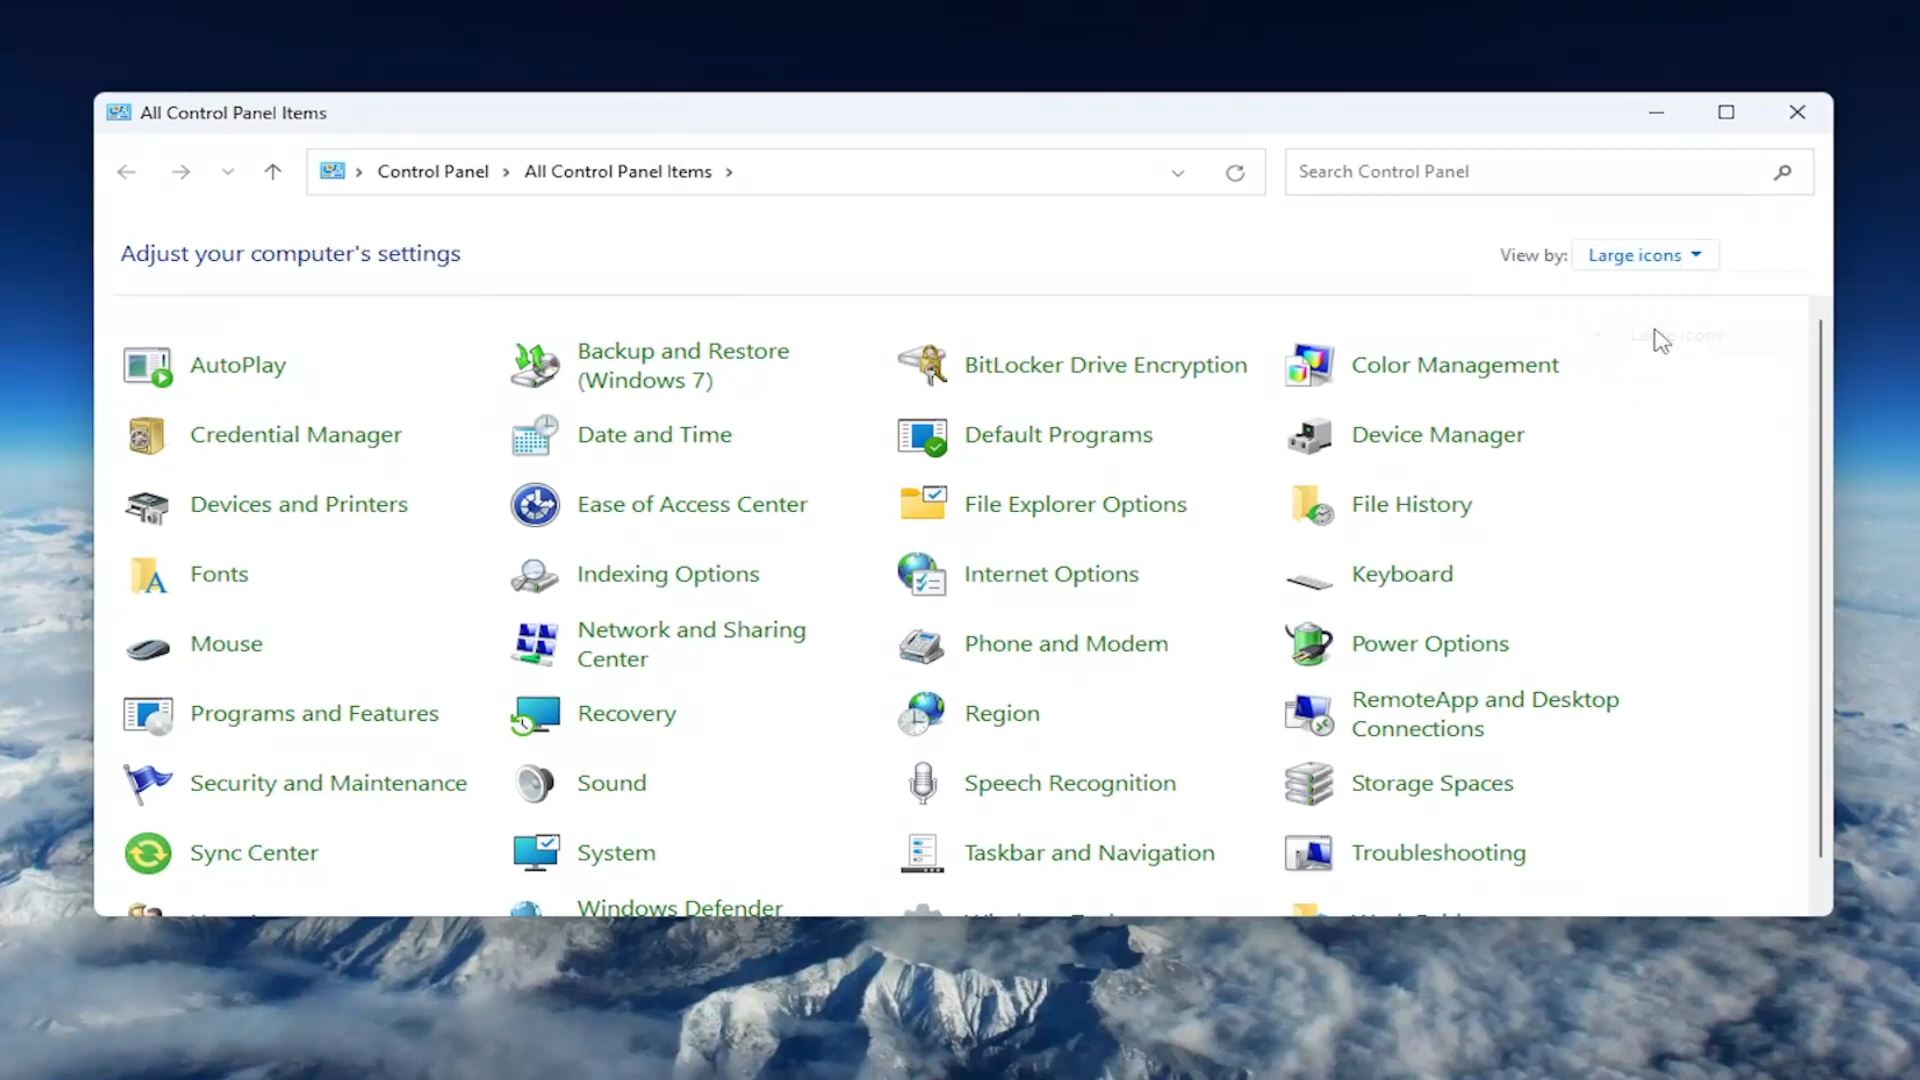 All Control Panel Items
Control Panel
All Control Panel Items
Search Control Panel
Adjust your computer's settings
View by:
Large icons
Large icons
AutoPlay
Backup and Restore
(Windows 7)
BitLocker Drive Encryption
Color Management
Credential Manager
Date and Time
Default Programs
Device Manager
Devices and Printers
Ease of Access Center
File Explorer Options
File History
Fonts
Indexing Options
Internet Options
Keyboard
Mouse
Network and Sharing
Center
Phone and Modem
Power Options
Programs and Features
Recovery
Region
RemoteApp and Desktop
Connections
Security and Maintenance
Sound
Speech Recognition
Storage Spaces
Sync Center
System
Taskbar and Navigation
Troubleshooting
Windows Defender